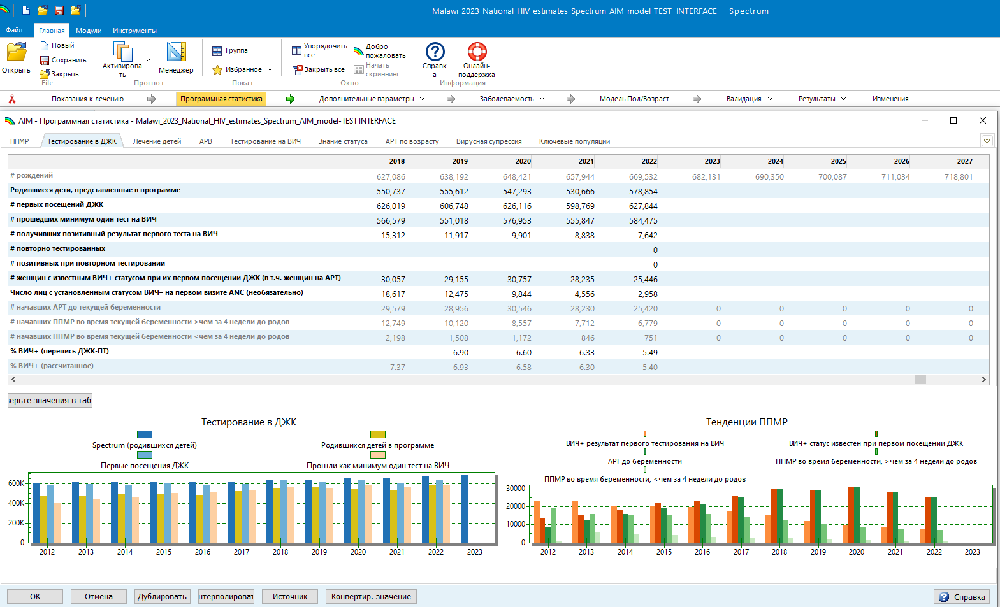 Malawi_2023_National_HIV_estimates_Spectrum_AIM_model-TEST INTERFACE - Spectrum
Файл Главная Модули Инструменты
Открыть
Новый
Сохранить
Закрыть
File
Активировать
Менеджер
Прогноз
Группа
Избранное
Показ
Упорядочить все
Закрыть все
Добро пожаловать
Начать скриннинг
Окно
Справка
Онлайн-поддержка
Информация
Показания к лечению Программная статистика Дополнительные параметры Заболеваемость Модель Пол/Возраст Валидация Результаты Изменения
AIM - Программная статистика - Malawi_2023_National_HIV_estimates_Spectrum_AIM_model-TEST INTERFACE
ППМР Тестирование в ДЖК Лечение детей АРВ Тестирование на ВИЧ Знание статуса АРТ по возрасту Вирусная супрессия Ключевые популяции
2018 2019 2020 2021 2022 2023 2024 2025 2026 2027
# рождений 627,086 638,192 648,421 657,944 669,532 682,131 690,350 700,087 711,034 718,801
Родившиеся дети, представленные в программе 550,737 555,612 547,293 530,666 578,854
# первых посещений ДЖК 626,019 606,748 626,116 598,769 627,844
# прошедших минимум один тест на ВИЧ 566,579 551,018 576,953 555,847 584,475
# получивших позитивный результат первого теста на ВИЧ 15,312 11,917 9,901 8,838 7,642
# повторно тестированных 0
# позитивных при повторном тестировании 0
# женщин с известным ВИЧ+ статусом при их первом посещении ДЖК (в т.ч. женщин на АРТ) 30,057 29,155 30,757 28,235 25,446
Число лиц с установленным статусом ВИЧ– на первом визите ANC (необязательно) 18,617 12,475 9,844 4,556 2,958
# начавших АРТ до текущей беременности 29,579 28,956 30,546 28,230 25,420 0 0 0 0 0
# начавших ППМР во время текущей беременности >чем за 4 недели до родов 12,749 10,120 8,557 7,712 6,779 0 0 0 0 0
# начавших ППМР во время текущей беременности <чем за 4 недели до родов 2,198 1,508 1,172 846 751 0 0 0 0 0
% ВИЧ+ (перепись ДЖК-ПТ) 6.90 6.60 6.33 5.49
% ВИЧ+ (рассчитанное) 7.37 6.93 6.58 6.30 5.40
ерьте значения в таб
Тестирование в ДЖК
Spectrum (родившихся детей) Родившихся детей в программе
Первые посещения ДЖК Прошли как минимум один тест на ВИЧ
600K
400K
200K
0
2012 2013 2014 2015 2016 2017 2018 2019 2020 2021 2022 2023
Тенденции ППМР
ВИЧ+ результат первого тестирования на ВИЧ ВИЧ+ статус известен при первом посещении ДЖК
АРТ до беременности ППМР во время беременности, >чем за 4 недели до родов
ППМР во время беременности, <чем за 4 недели до родов
30000
20000
10000
0
2012 2013 2014 2015 2016 2017 2018 2019 2020 2021 2022 2023
ОК Отмена Дублировать нтерполироват Источник Конвертир. значение Справка